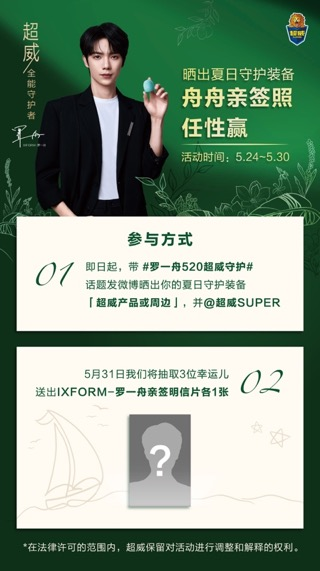 超威
全能守护者
超威
晒出夏日守护装备
舟舟亲签照
任性赢
活动时间：5.24~5.30
参与方式
01
即日起，带 #罗一舟520超威守护#
话题发微博晒出你的夏日守护装备
「超威产品或周边」，并@超威SUPER
5月31日我们将抽取3位幸运儿
送出IXFORM-罗一舟亲签明信片各1张
02
?
*在法律许可的范围内，超威保留对活动进行调整和解释的权利。